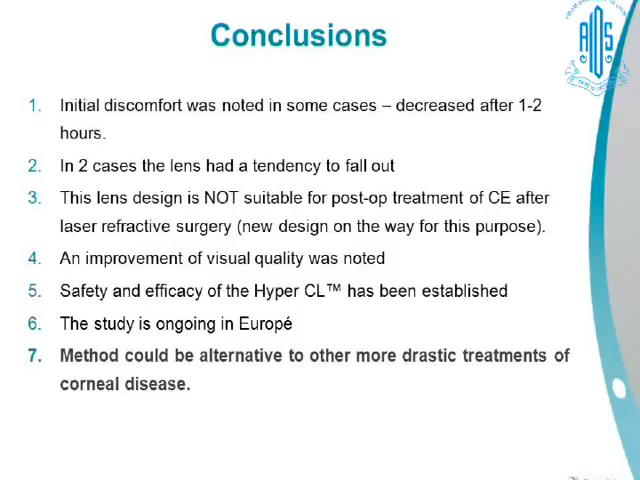 Conclusions
AIOS
1. Initial discomfort was noted in some cases – decreased after 1-2
hours.
2. In 2 cases the lens had a tendency to fall out
3. This lens design is NOT suitable for post-op treatment of CE after
laser refractive surgery (new design on the way for this purpose).
4. An improvement of visual quality was noted
5. Safety and efficacy of the Hyper CL™ has been established
6. The study is ongoing in Europé
7. Method could be alternative to other more drastic treatments of
corneal disease.